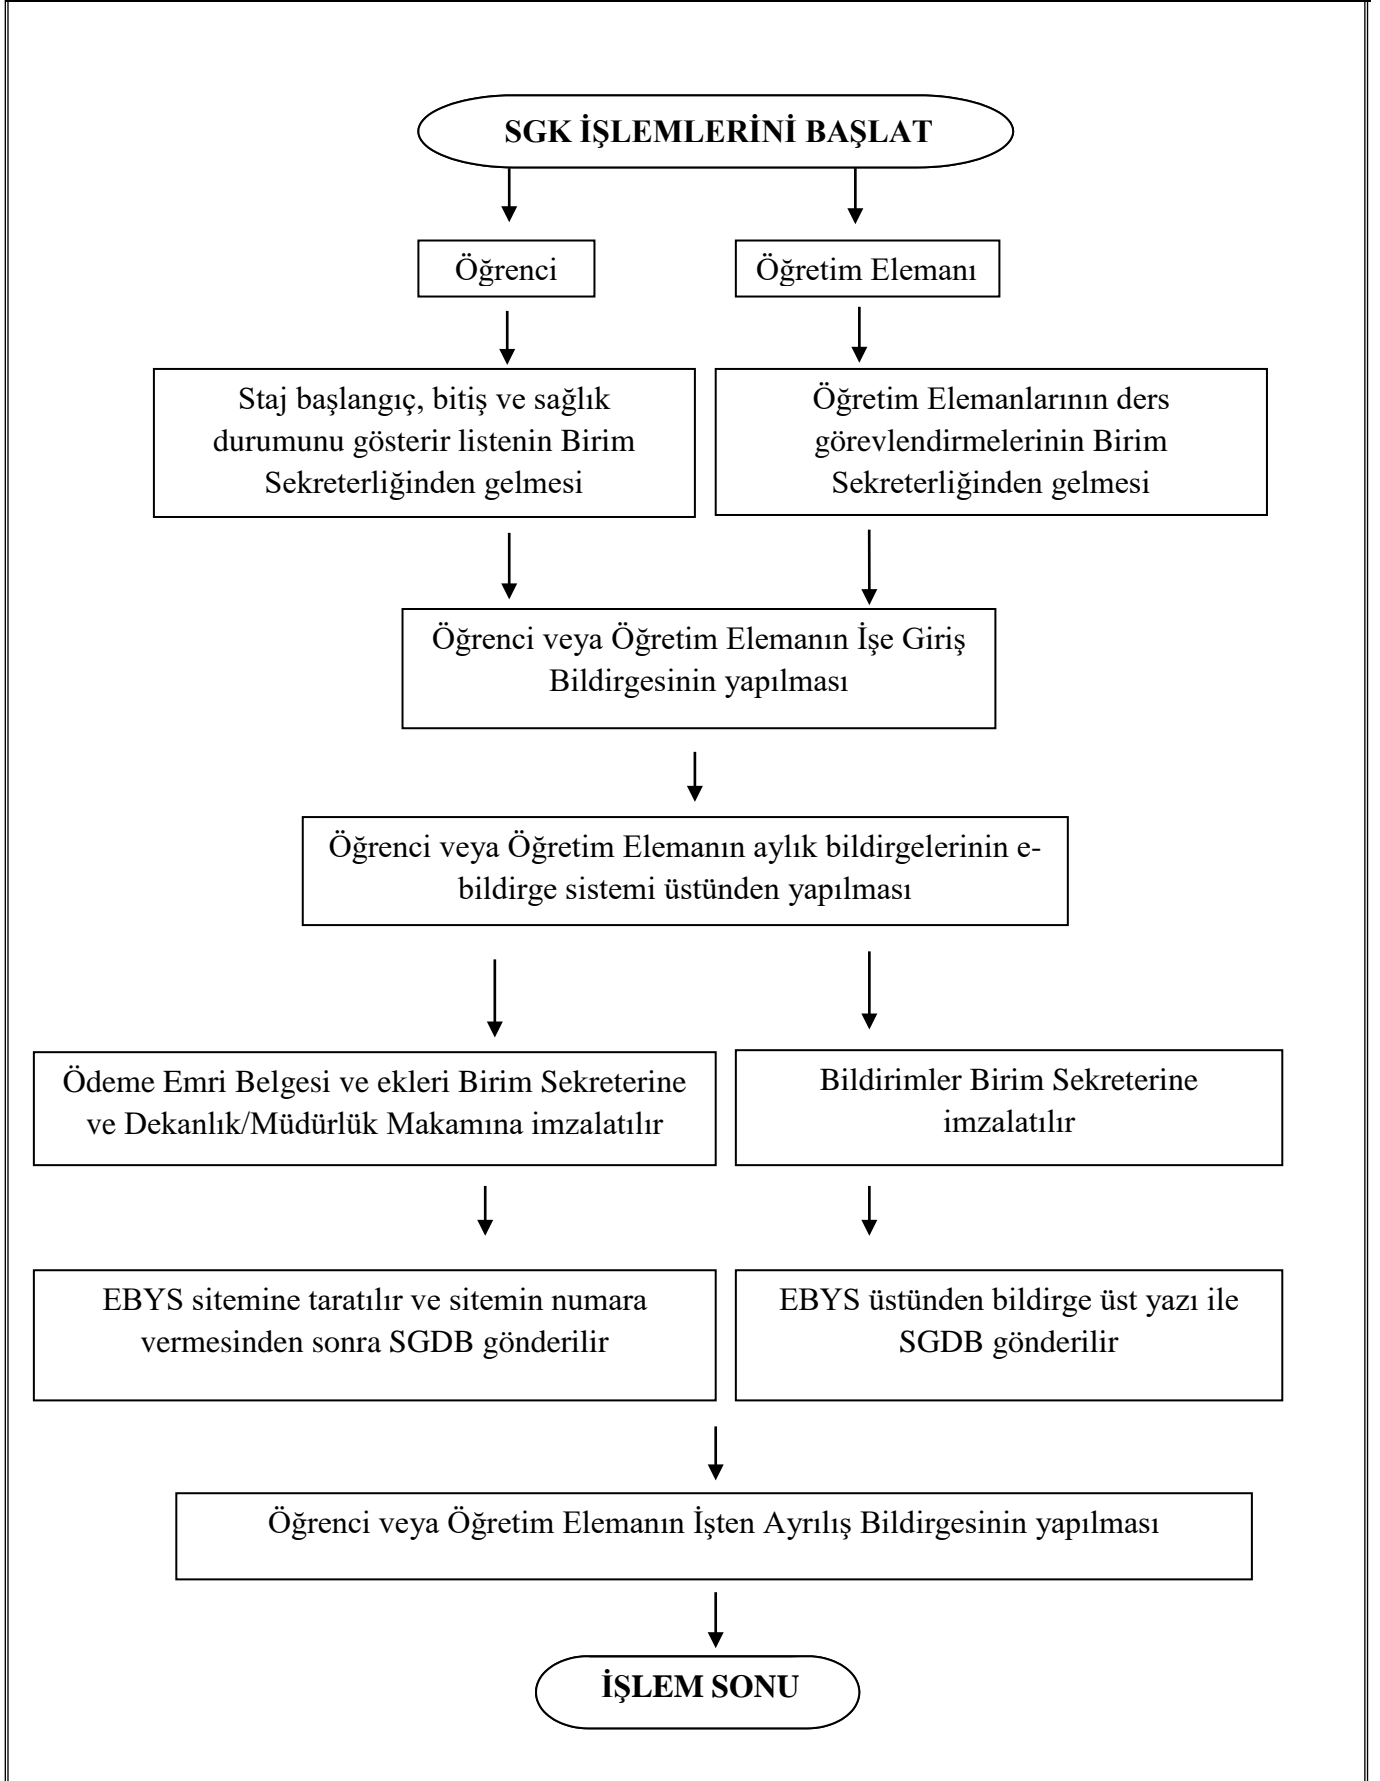 SGK İŞLEMLERİNİ BAŞLAT
Öğrenci
Öğretim Elemanı
Staj başlangıç, bitiş ve sağlık
durumunu gösterir listenin Birim
Sekreterliğinden gelmesi
Öğretim Elemanlarının ders
görevlendirmelerinin Birim
Sekreterliğinden gelmesi
Öğrenci veya Öğretim Elemanın İşe Giriş
Bildirgesinin yapılması
Öğrenci veya Öğretim Elemanın aylık bildirgelerinin e-
bildirge sistemi üstünden yapılması
Ödeme Emri Belgesi ve ekleri Birim Sekreterine
ve Dekanlık/Müdürlük Makamına imzalatılır
Bildirimler Birim Sekreterine
imzalatılır
EBYS sitemine taratılır ve sitemin numara
vermesinden sonra SGDB gönderilir
EBYS üstünden bildirge üst yazı ile
SGDB gönderilir
Öğrenci veya Öğretim Elemanın İşten Ayrılış Bildirgesinin yapılması
İŞLEM SONU